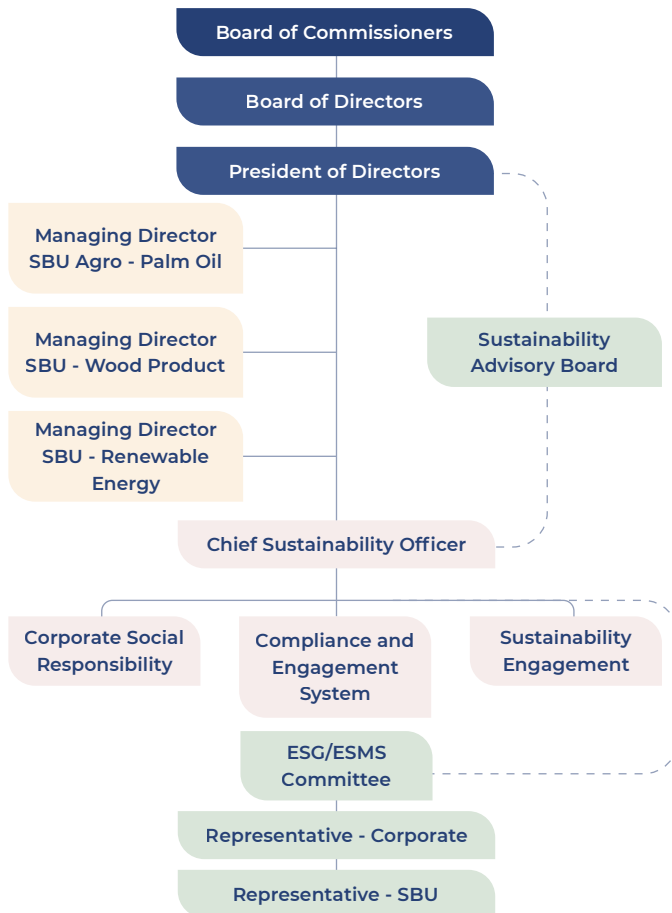 Board of Commissioners
Board of Directors
President of Directors
Managing Director
SBU Agro - Palm Oil
Managing Director
SBU - Wood Product
Sustainability
Advisory Board
Managing Director
SBU - Renewable
Energy
Chief Sustainability Officer
Corporate Social
Responsibility
Compliance and
Engagement
System
Sustainability
Engagement
ESG/ESMS
Committee
Representative - Corporate
Representative - SBU